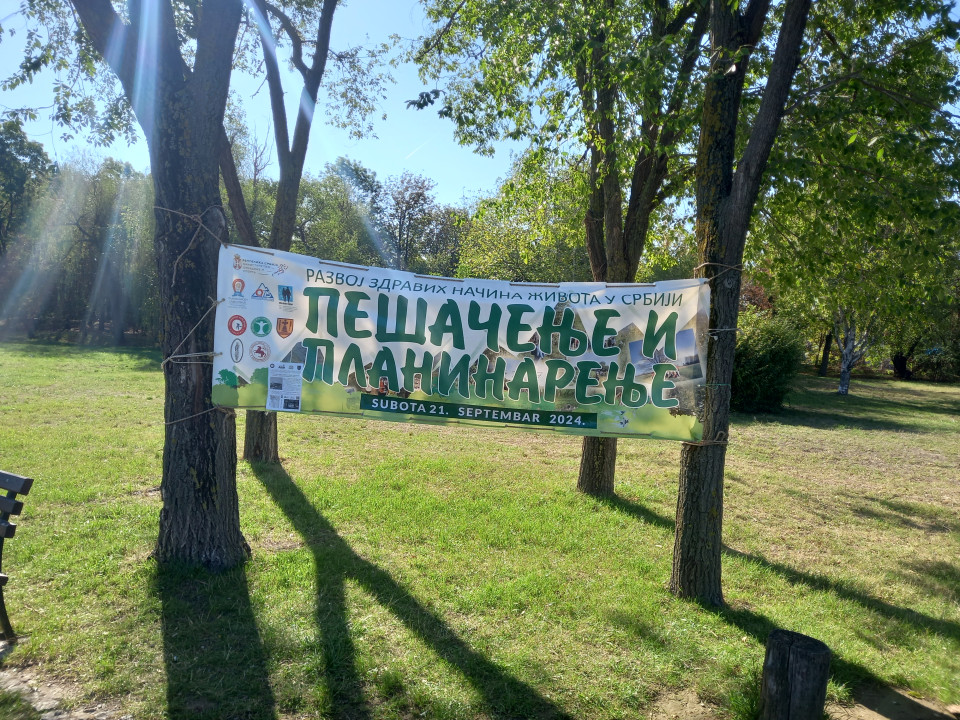 РАЗВОЈ ЗДРАВИХ НАЧИНА ЖИВОТА У СРБИЈИ
ПЕШАЧЕЊЕ И
ПЛАНИНАРЕЊЕ
SUBOTA 21. SEPTEMBAR 2024.